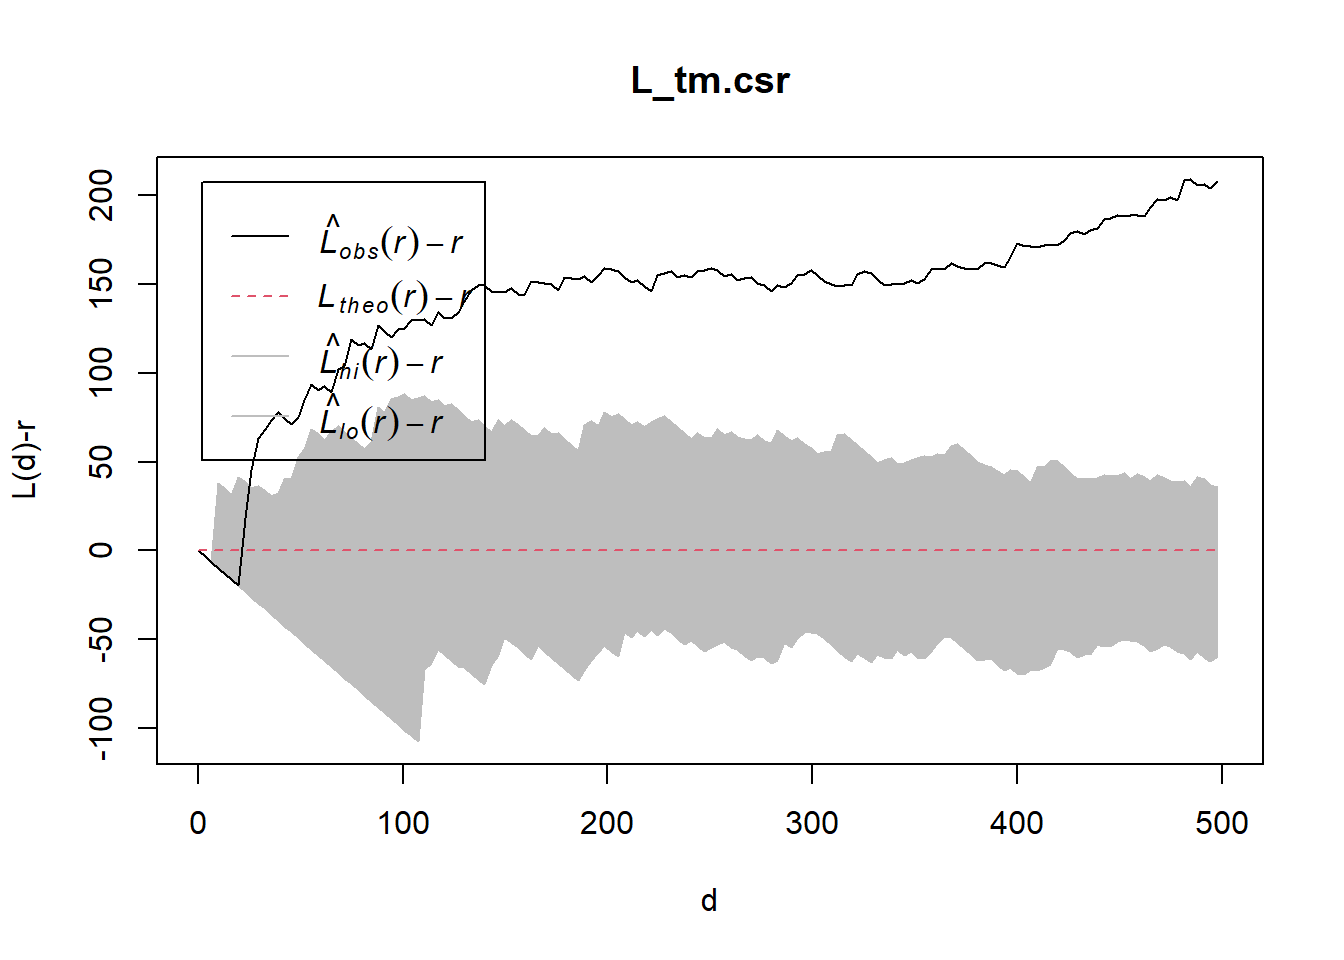 L_tm.csr
L̂obs(r) − r
Ltheo(r) − r
L̂hi(r) − r
L̂lo(r) − r
L(d)-r
200
150
100
50
0
-50
-100
0 100 200 300 400 500
d